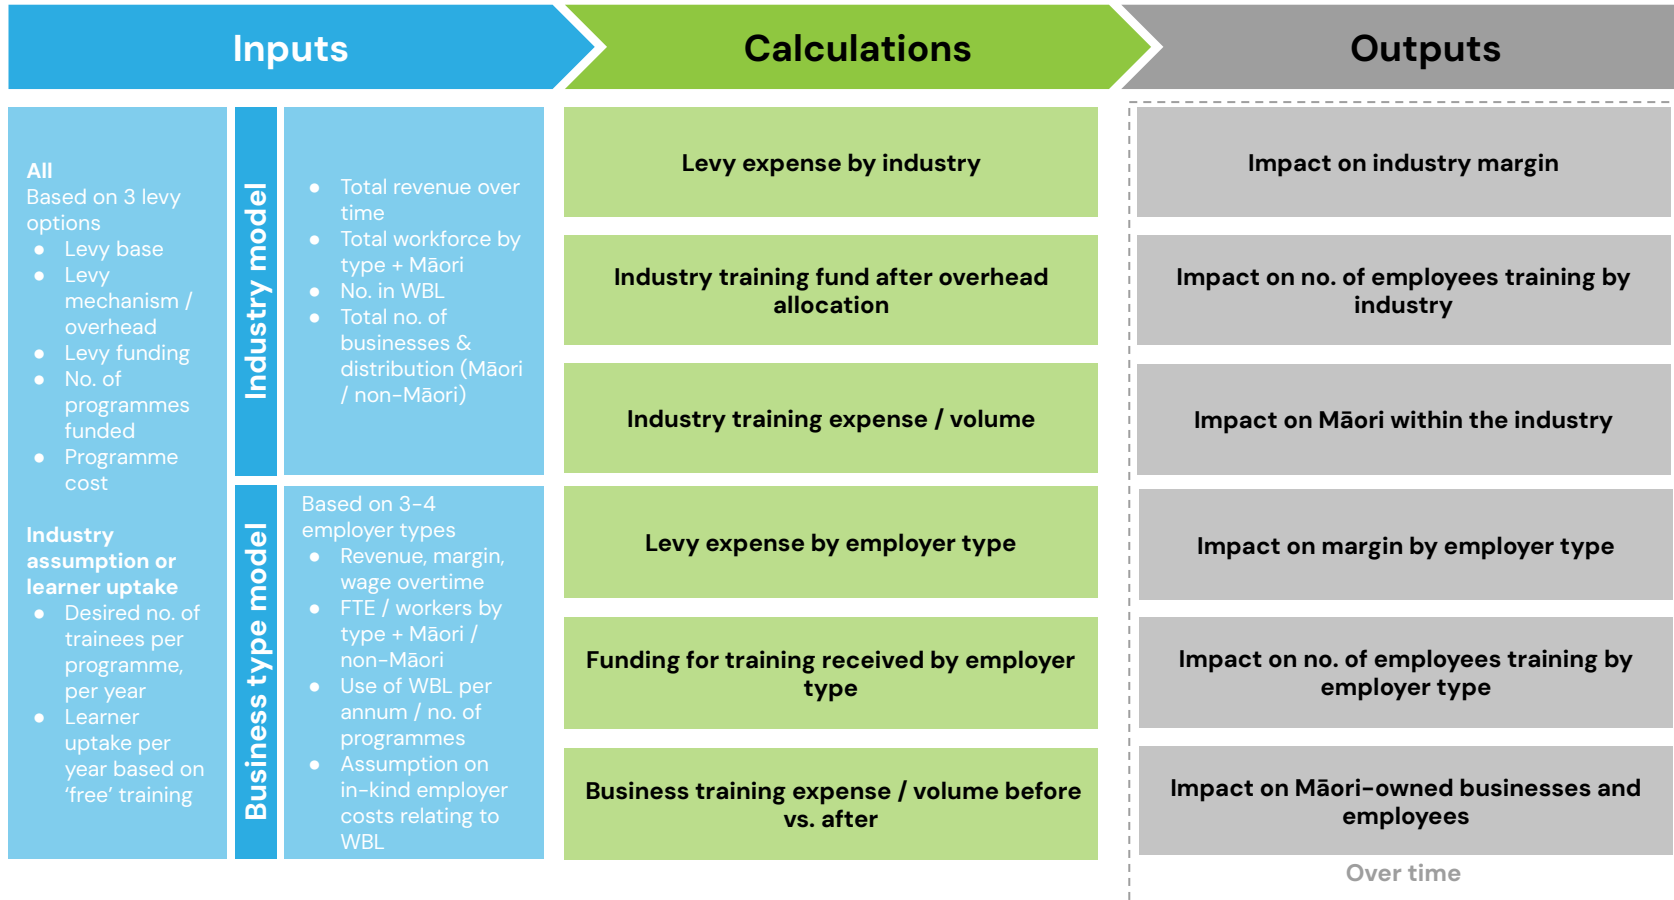 Inputs
Calculations
Outputs
All
Based on 3 levy
options
● Levy base
● Levy
mechanism /
overhead
● Levy funding
● No. of
programmes
funded
● Programme
cost
Industry
assumption or
learner uptake
● Desired no. of
trainees per
programme,
per year
● Learner
uptake per
year based on
‘free’ training
Industry model
● Total revenue over
time
● Total workforce by
type + Māori
● No. in WBL
● Total no. of
businesses &
distribution (Māori
/ non-Māori)
Business type model
Based on 3-4
employer types
● Revenue, margin,
wage overtime
● FTE / workers by
type + Māori /
non-Māori
● Use of WBL per
annum / no. of
programmes
● Assumption on
in-kind employer
costs relating to
WBL
Levy expense by industry
Industry training fund after overhead
allocation
Industry training expense / volume
Levy expense by employer type
Funding for training received by employer
type
Business training expense / volume before
vs. after
Impact on industry margin
Impact on no. of employees training by
industry
Impact on Māori within the industry
Impact on margin by employer type
Impact on no. of employees training by
employer type
Impact on Māori-owned businesses and
employees
Over time